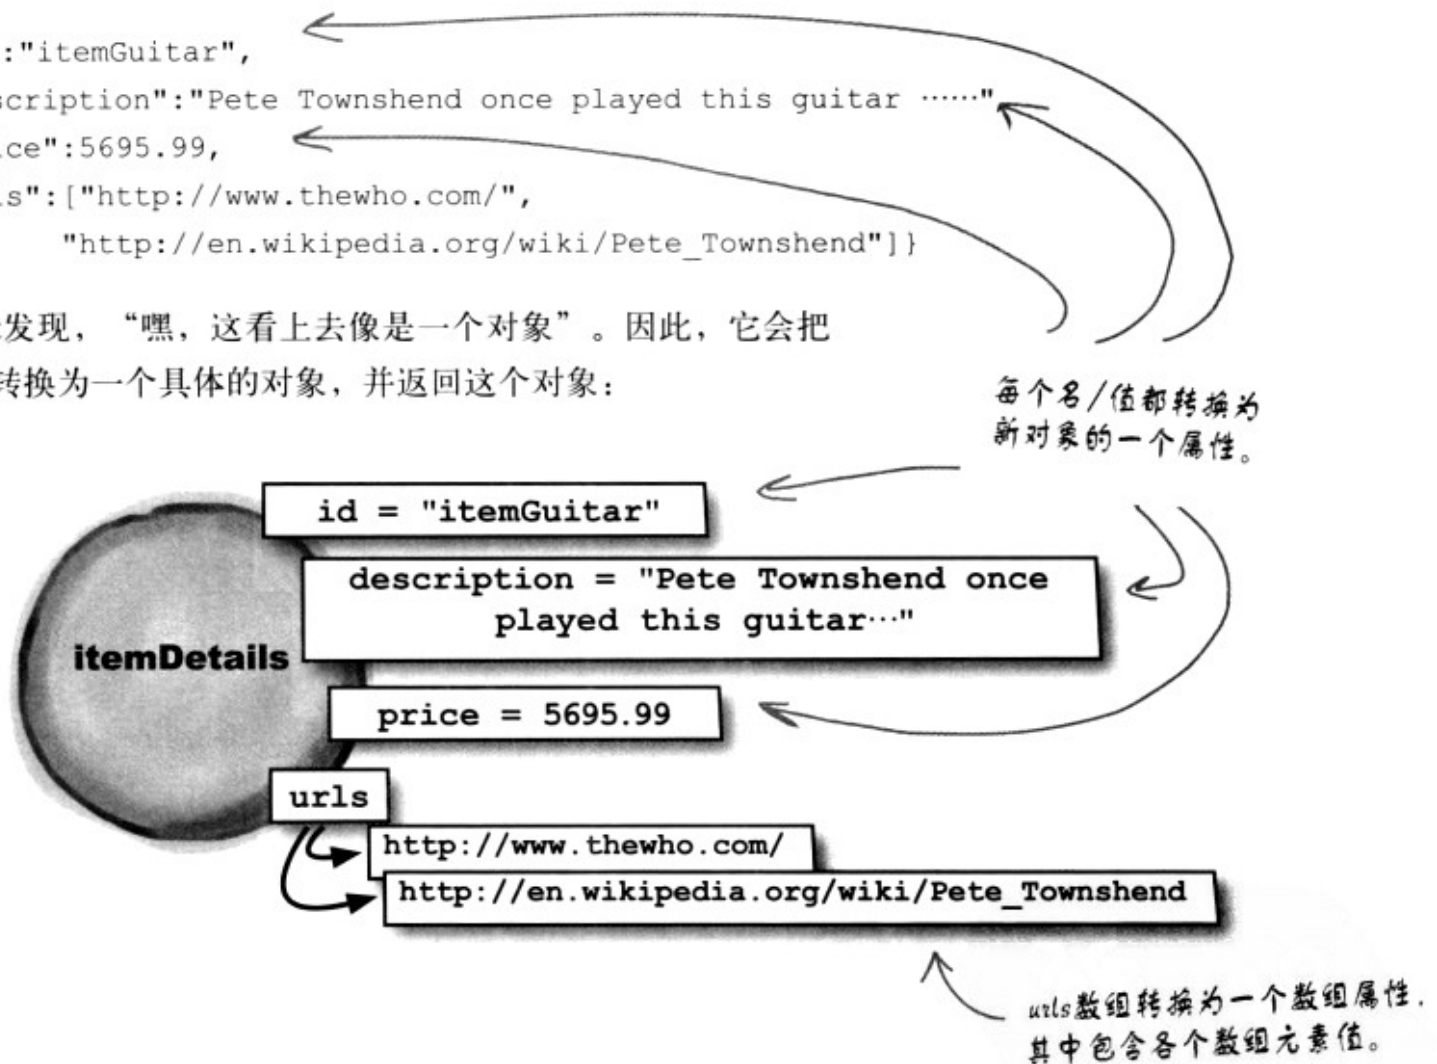 :"itemGuitar",
cription":"Pete Townshend once played this guitar ······"
ce":5695.99,
s":["http://www.thewho.com/",
"http://en.wikipedia.org/wiki/Pete_Townshend"]}
发现，“嘿，这看上去像是一个对象”。因此，它会把
转换为一个具体的对象，并返回这个对象：
每个名/值都转换为
新对象的一个属性。
id = "itemGuitar"
description = "Pete Townshend once
played this guitar···"
itemDetails
price = 5695.99
urls
http://www.thewho.com/
http://en.wikipedia.org/wiki/Pete_Townshend
urls数组转换为一个数组属性，
其中包含各个数组元素值。